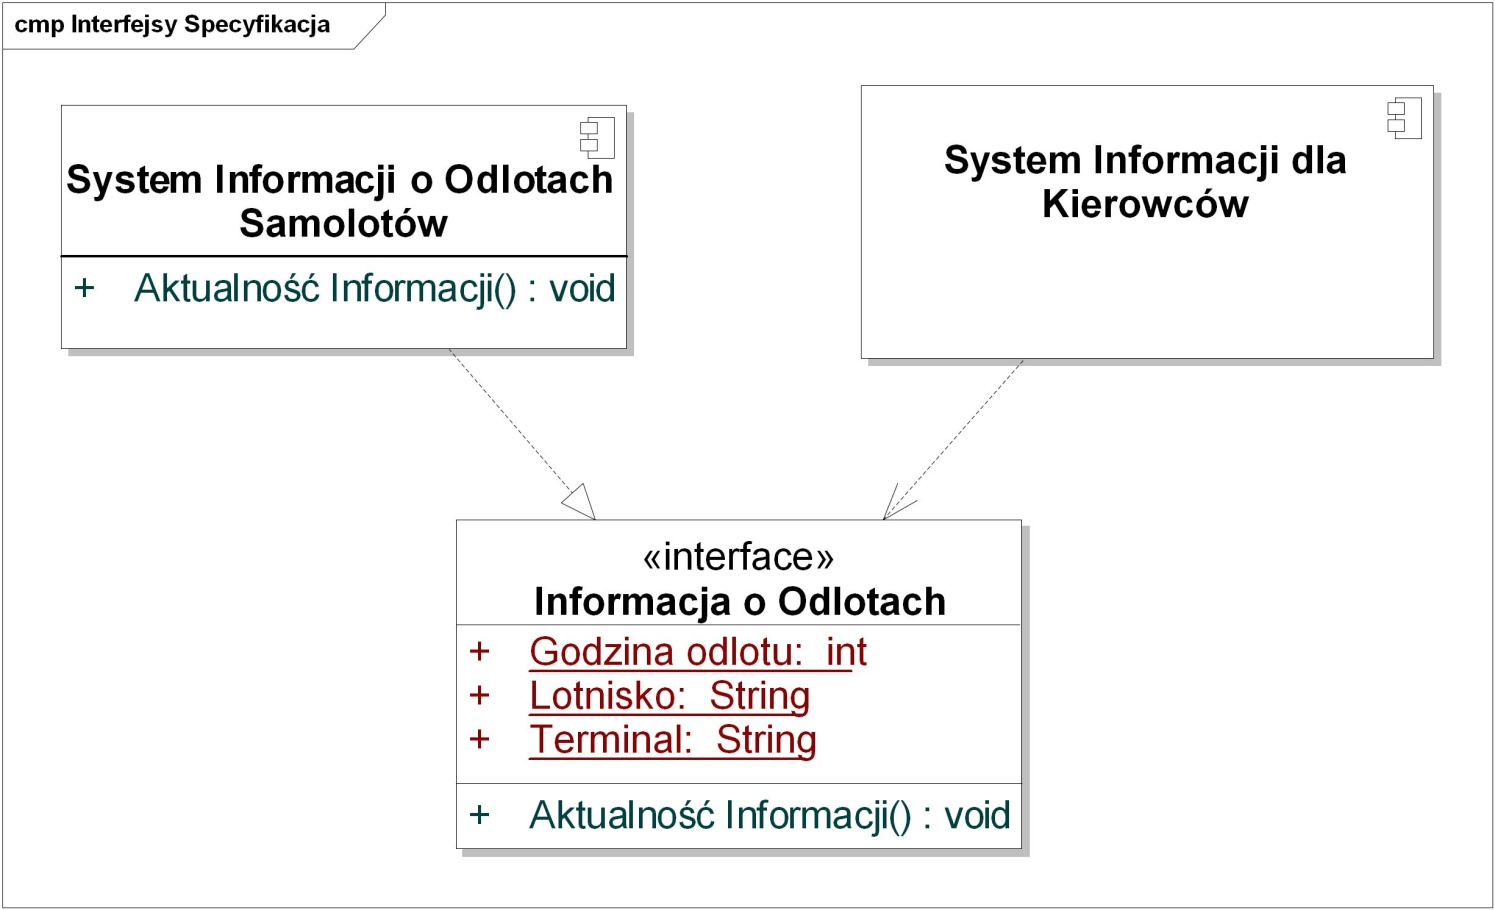 cmp Interfejsy Specyfikacja
System Informacji o Odlotach
Samolotów
+ Aktualność Informacji() : void
System Informacji dla
Kierowców
«interface»
Informacja o Odlotach
+ Godzina odlotu: int
+ Lotnisko: String
+ Terminal: String
+ Aktualność Informacji() : void